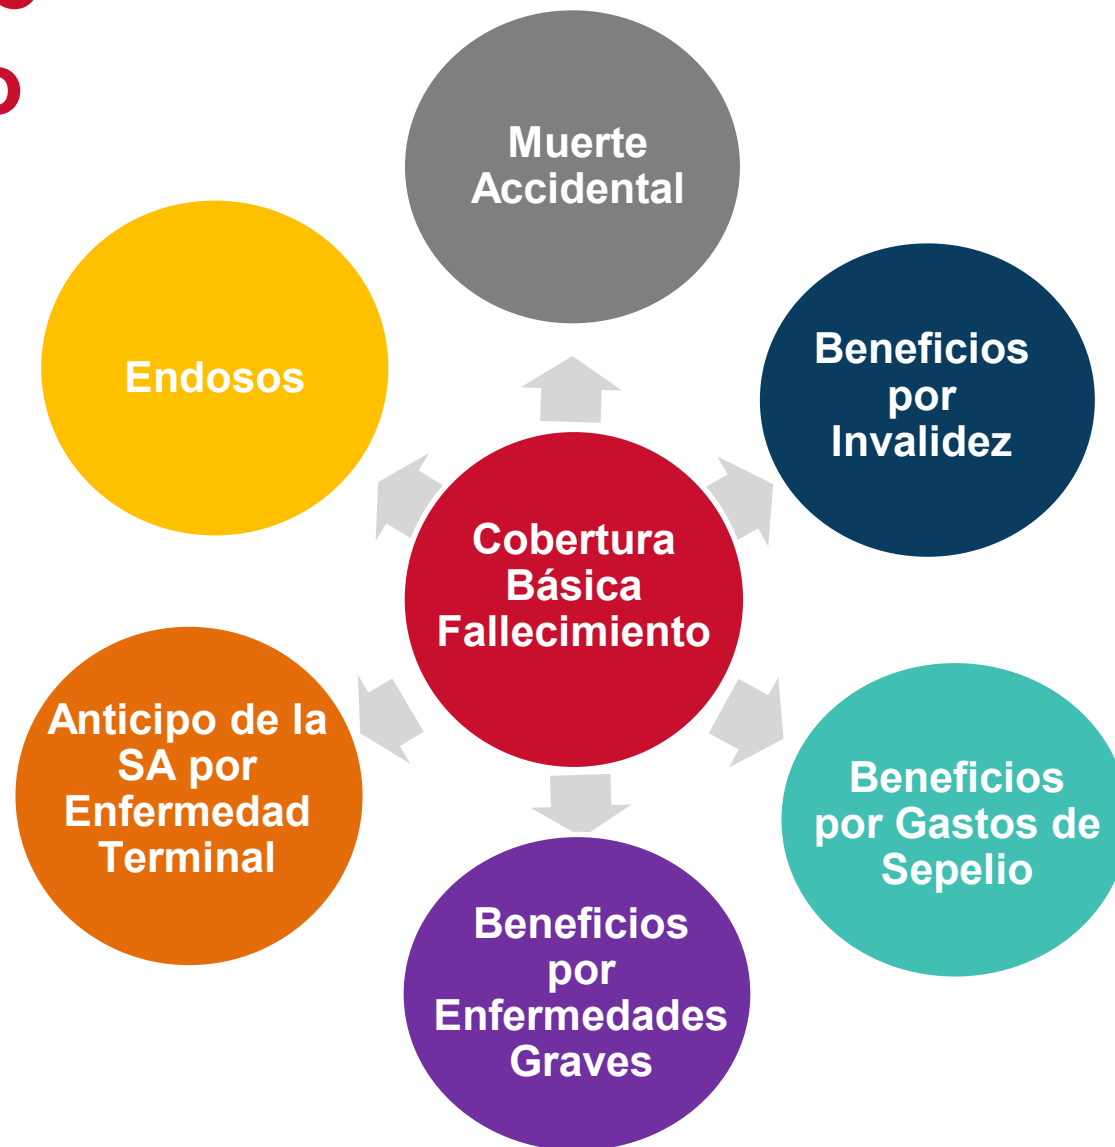 Muerte
Accidental
Endosos
Beneficios
por
Invalidez
Cobertura
Básica
Fallecimiento
Anticipo de la
SA por
Enfermedad
Terminal
Beneficios
por Gastos de
Sepelio
Beneficios
por
Enfermedades
Graves